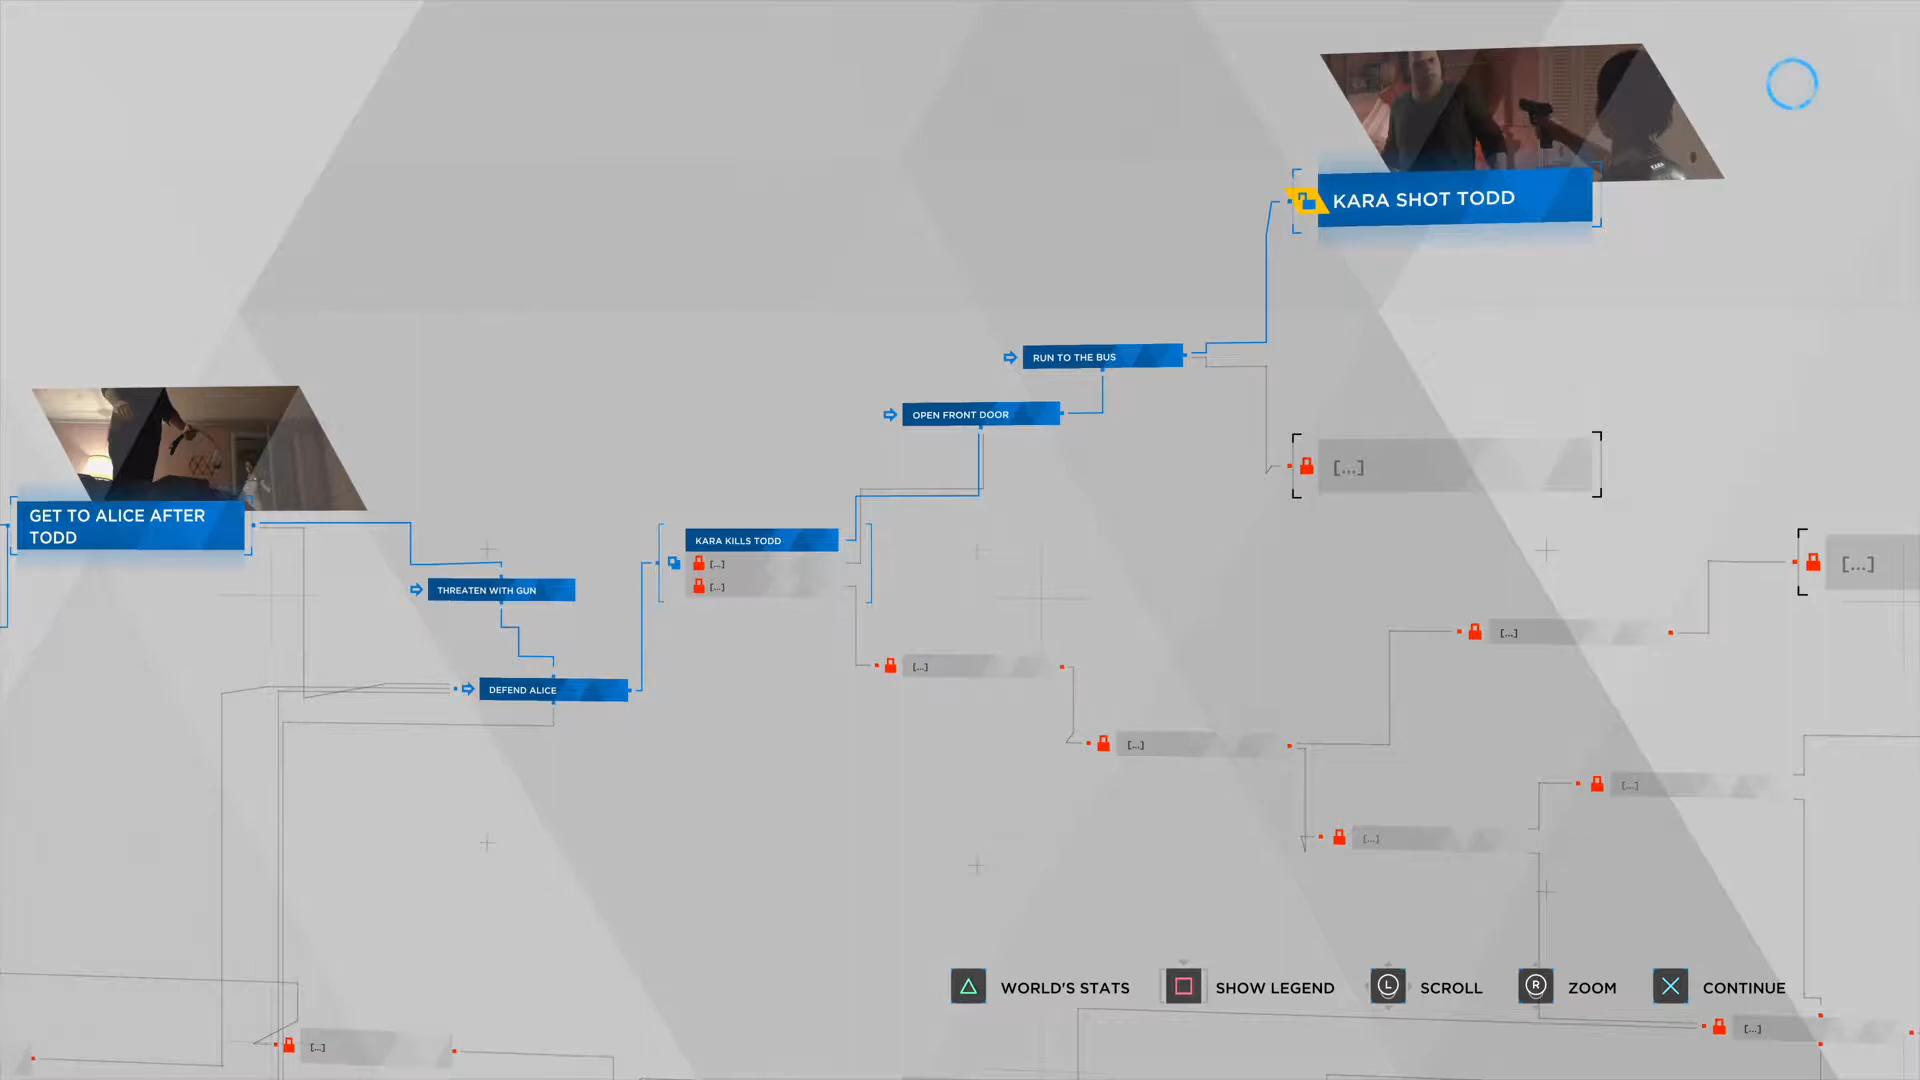 KARA SHOT TODD
RUN TO THE BUS
OPEN FRONT DOOR
[...]
GET TO ALICE AFTER
TODD
KARA KILLS TODD
[...]
[...]
THREATEN WITH GUN
[...]
[...]
[...]
DEFEND ALICE
[...]
[...]
[...]
L
WORLD'S STATS
SHOW LEGEND
SCROLL
R
ZOOM
CONTINUE
[...]
[...]